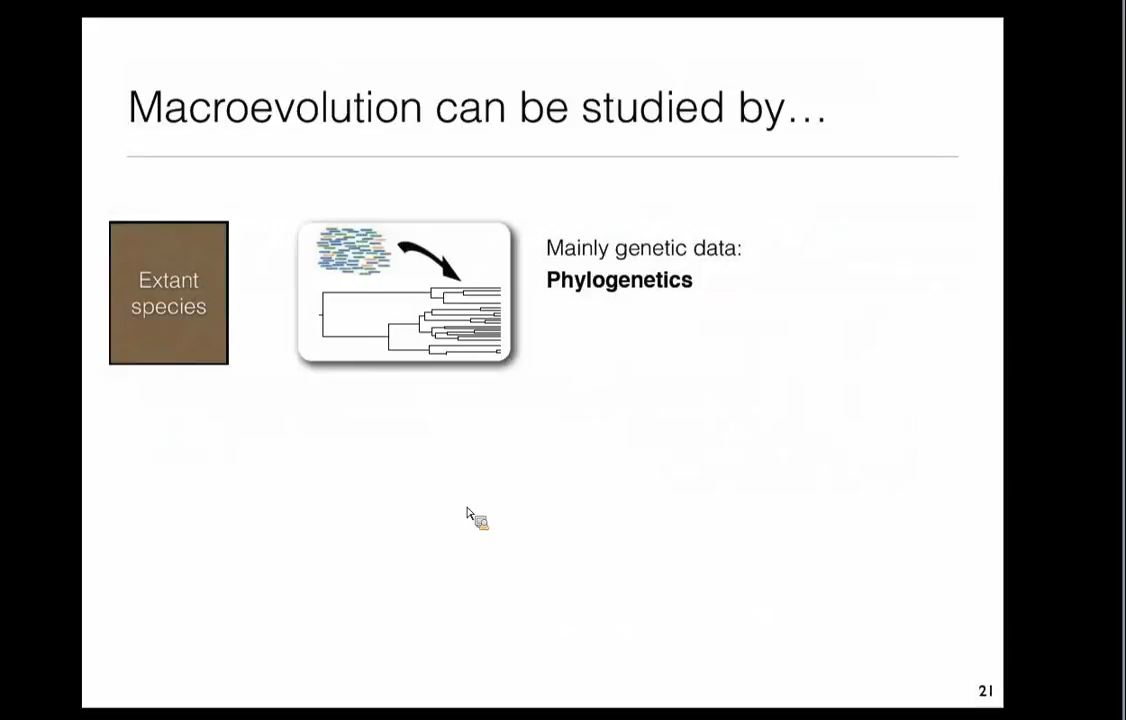 Macroevolution can be studied by…
Extant
species
Mainly genetic data:
Phylogenetics
21